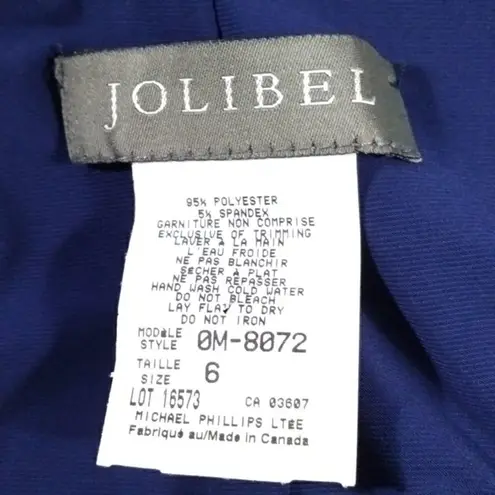 JOLIBEL
95% POLYESTER
5% SPANDEX
GARNITURE NON COMPRISE
EXCLUSIVE OF TRIMMING
LAVER A LA MAIN
L'EAU FROIDE
NE PAS BLANCHIR
SECHER A PLAT
NE PAS REPASSER
HAND WASH COLD WATER
DO NOT BLEACH
LAY FLAT TO DRY
DO NOT IRON
MODÈLE
STYLE 0M-8072
TAILLE
SIZE 6
LOT 16573 CA 03607
MICHAEL PHILLIPS LTÉE
Fabriqué au/Made in Canada